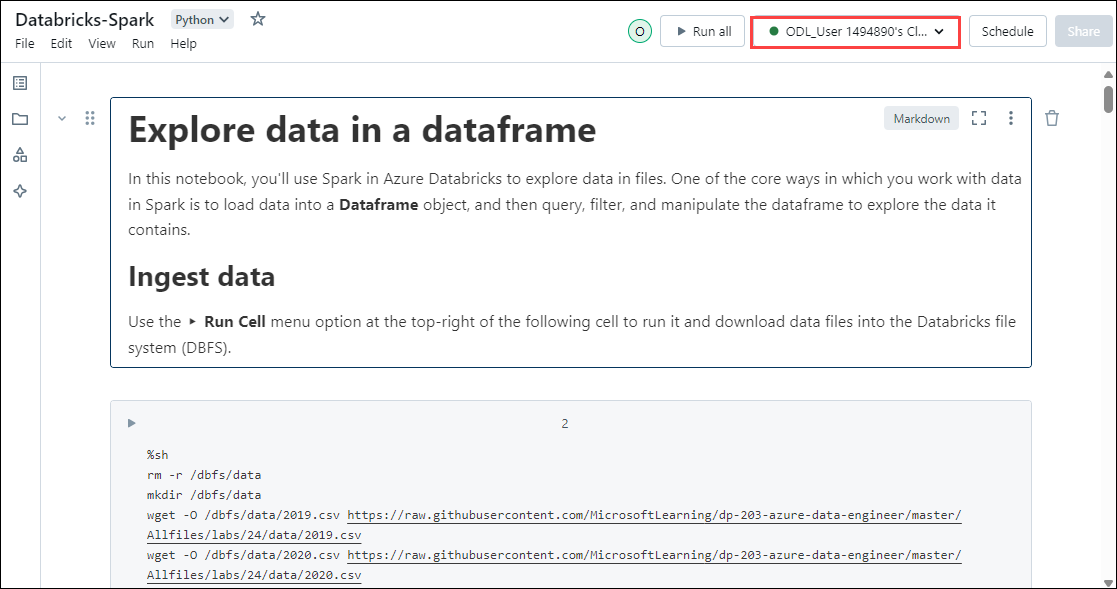 Databricks-Spark Python
File Edit View Run Help
O Run all ODL_User 1494890's Cl... Schedule Share
Markdown
Explore data in a dataframe
In this notebook, you'll use Spark in Azure Databricks to explore data in files. One of the core ways in which you work with data
in Spark is to load data into a Dataframe object, and then query, filter, and manipulate the dataframe to explore the data it
contains.
Ingest data
Use the ▸ Run Cell menu option at the top-right of the following cell to run it and download data files into the Databricks file
system (DBFS).
2
%sh
rm -r /dbfs/data
mkdir /dbfs/data
wget -O /dbfs/data/2019.csv https://raw.githubusercontent.com/MicrosoftLearning/dp-203-azure-data-engineer/master/
Allfiles/labs/24/data/2019.csv
wget -O /dbfs/data/2020.csv https://raw.githubusercontent.com/MicrosoftLearning/dp-203-azure-data-engineer/master/
Allfiles/labs/24/data/2020.csv